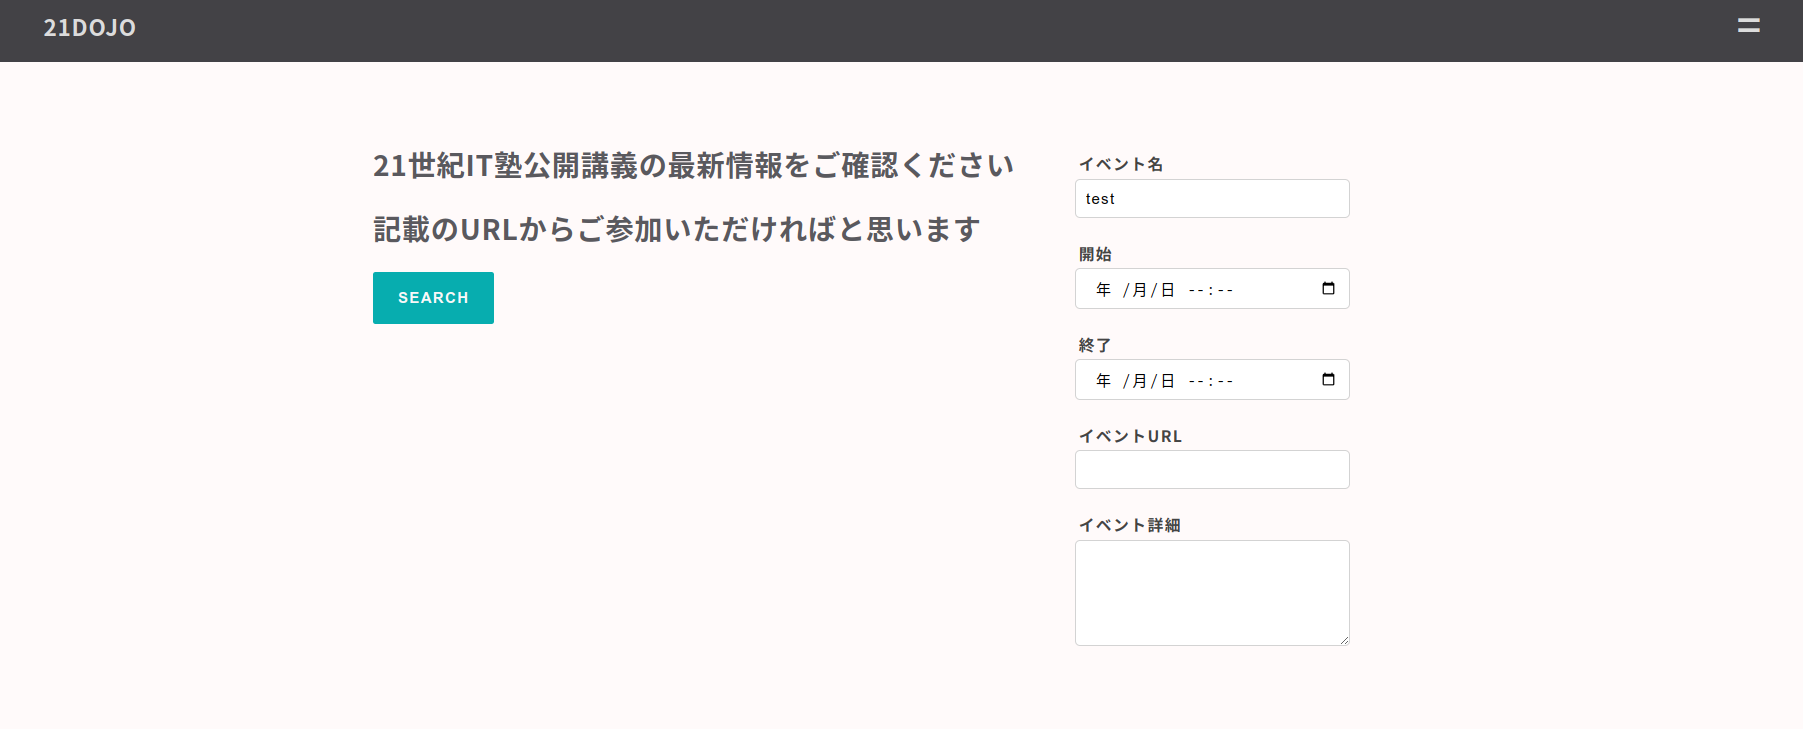 21DOJO
21世紀IT塾公開講義の最新情報をご確認ください
記載のURLからご参加いただければと思います
SEARCH
イベント名
test
開始
年 /月/日 --:--
終了
年 /月/日 --:--
イベントURL
イベント詳細